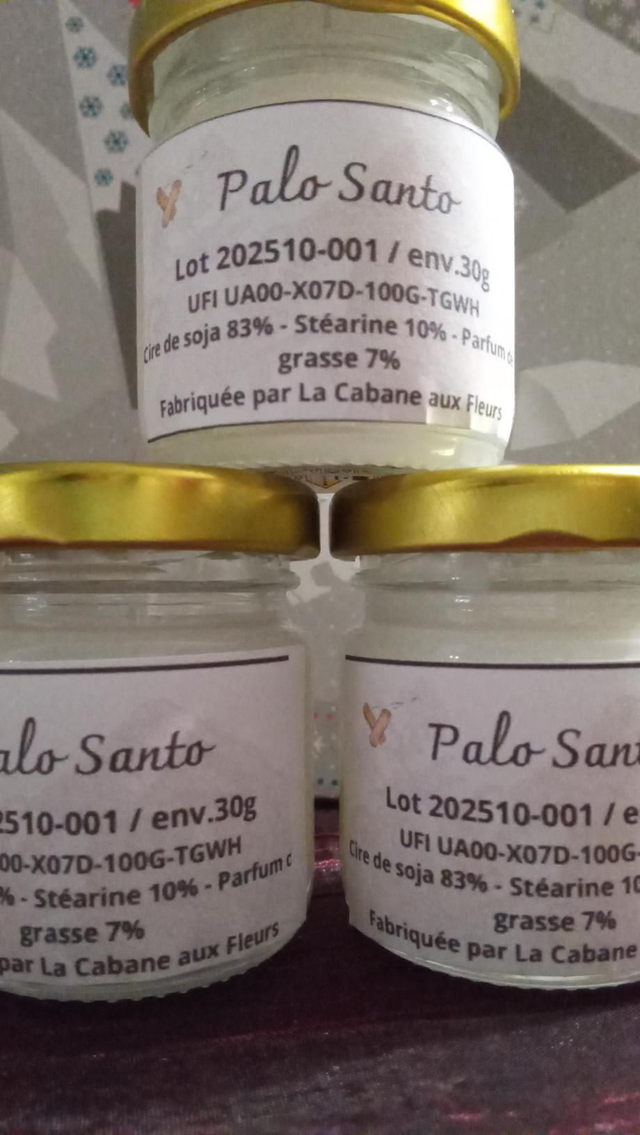 Palo Santo
Lot 202510-001 / env.30g
UFI UA00-X07D-100G-TGWH
Cire de soja 83% - Stéarine 10% - Parfum
grasse 7%
Fabriquée par La Cabane aux Fleurs
alo Santo
2510-001 / env.30g
00-X07D-100G-TGWH
% - Stéarine 10% - Parfum
grasse 7%
par La Cabane aux Fleurs
Palo Sant
Lot 202510-001 / e
UFI UA00-X07D-100G-
Cire de soja 83% - Stéarine 10
grasse 7%
Fabriquée par La Cabane